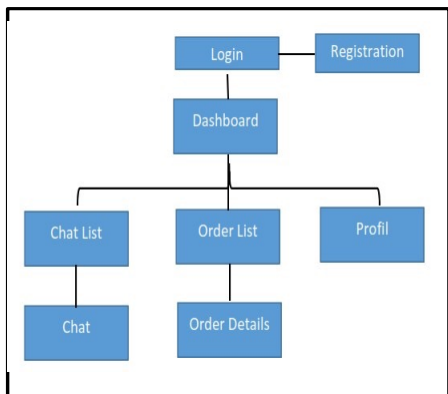 Login
Registration
Dashboard
Chat List
Order List
Profil
Chat
Order Details